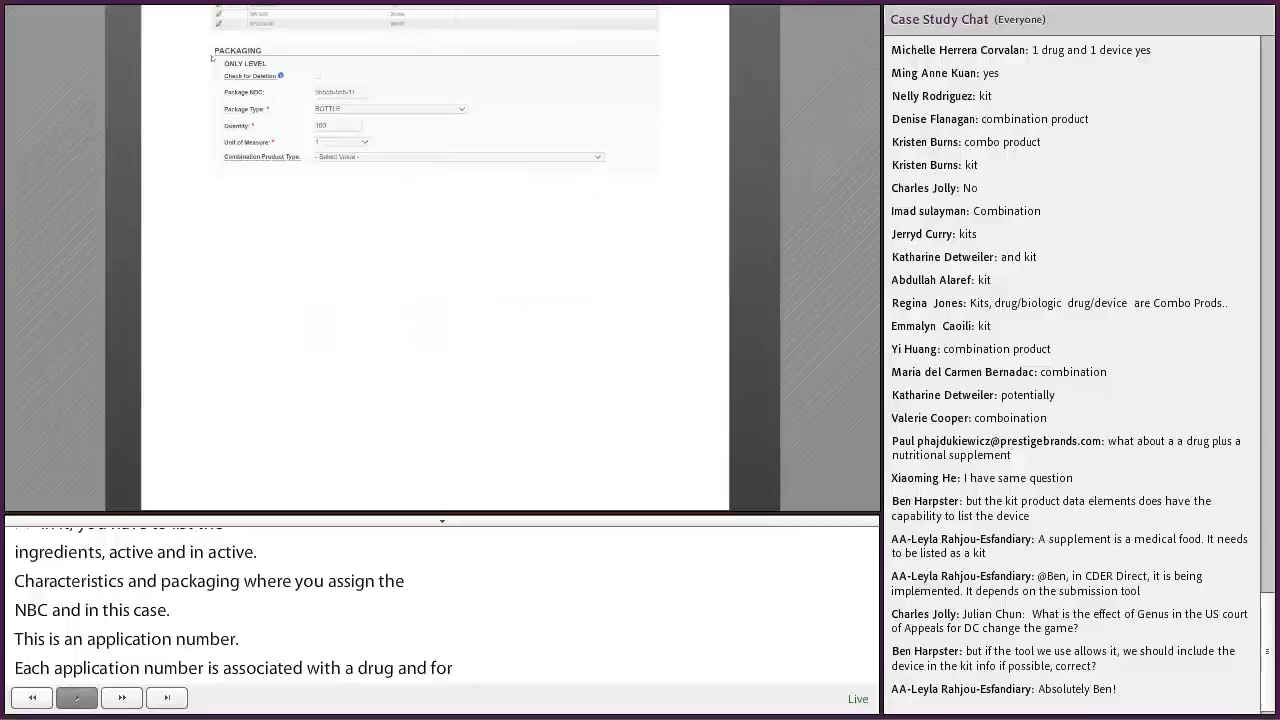 PACKAGING
ONLY LEVEL
Check for Deletion
Package NDC: 55555-555-11
Package Type: * BOTTLE
Quantity: * 100
Unit of Measure: * 1
Combination Product Type: - Select Value -
ingredients, active and in active.
Characteristics and packaging where you assign the
NBC and in this case.
This is an application number.
Each application number is associated with a drug and for
Live
Case Study Chat (Everyone)
Michelle Herrera Corvalan: 1 drug and 1 device yes
Ming Anne Kuan: yes
Nelly Rodriguez: kit
Denise Flanagan: combination product
Kristen Burns: combo product
Kristen Burns: kit
Charles Jolly: No
Imad sulayman: Combination
Jerryd Curry: kits
Katharine Detweiler: and kit
Abdullah Alaref: kit
Regina Jones: Kits, drug/biologic drug/device are Combo Prods..
Emmalyn Caoili: kit
Yi Huang: combination product
Maria del Carmen Bernadac: combination
Katharine Detweiler: potentially
Valerie Cooper: comboination
Paul phajdukiewicz@prestigebrands.com: what about a a drug plus a
nutritional supplement
Xiaoming He: I have same question
Ben Harpster: but the kit product data elements does have the
capability to list the device
AA-Leyla Rahjou-Esfandiary: A supplement is a medical food. It needs
to be listed as a kit
AA-Leyla Rahjou-Esfandiary: @Ben, in CDER Direct, it is being
implemented. It depends on the submission tool
Charles Jolly: Julian Chun: What is the effect of Genus in the US court
of Appeals for DC change the game?
Ben Harpster: but if the tool we use allows it, we should include the
device in the kit info if possible, correct?
AA-Leyla Rahjou-Esfandiary: Absolutely Ben!